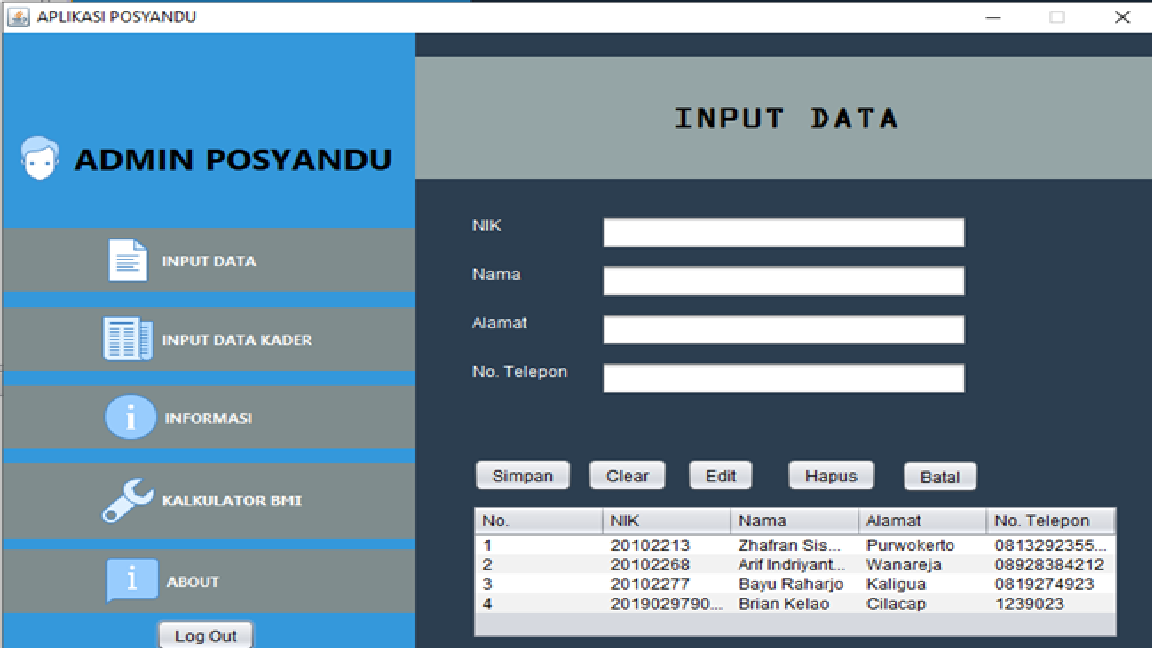 APLIKASI POSYANDU
ADMIN POSYANDU
INPUT DATA
INPUT DATA KADER
INFORMASI
KALKULATOR BMI
ABOUT
Log Out
INPUT DATA
NIK
Nama
Alamat
No. Telepon
Simpan Clear Edit Hapus Batal
No. NIK Nama Alamat No. Telepon
1 20102213 Zhafran Sis... Purwokerto 0813292355...
2 20102268 Arif Indriyant... Wanareja 08928384212
3 20102277 Bayu Raharjo Kaligua 0819274923
4 2019029790... Brian Kelao Cilacap 1239023